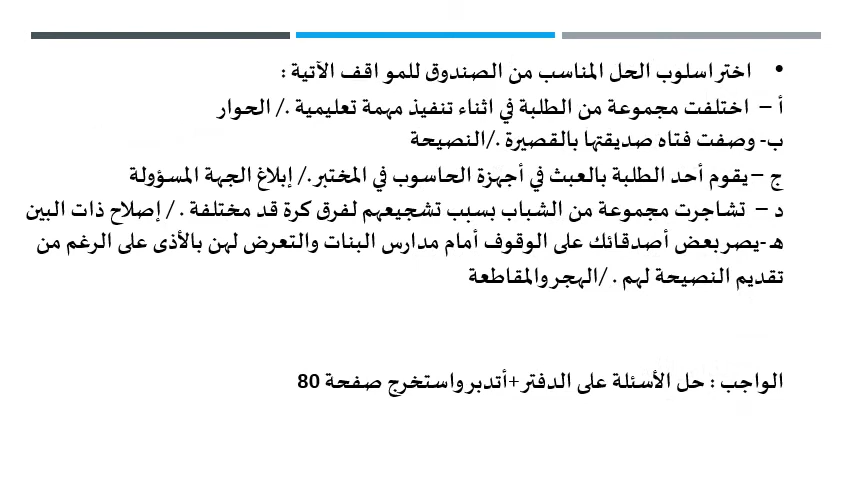 • اختر اسلوب الحل المناسب من الصندوق للمواقف الآتية :
أ – اختلفت مجموعة من الطلبة في اثناء تنفيذ مهمة تعليمية ./ الحوار
ب- وصفت فتاه صديقتها بالقصيرة ./النصيحة
ج – يقوم أحد الطلبة بالعبث في أجهزة الحاسوب في المختبر./ إبلاغ الجهة المسؤولة
د – تشاجرت مجموعة من الشباب بسبب تشجيعهم لفرق كرة قد مختلفة . / إصلاح ذات البين
هـ -يصر بعض أصدقائك على الوقوف أمام مدارس البنات والتعرض لهن بالأذى على الرغم من
تقديم النصيحة لهم . /الهجر والمقاطعة
الواجب : حل الأسئلة على الدفتر+أتدبر واستخرج صفحة 80